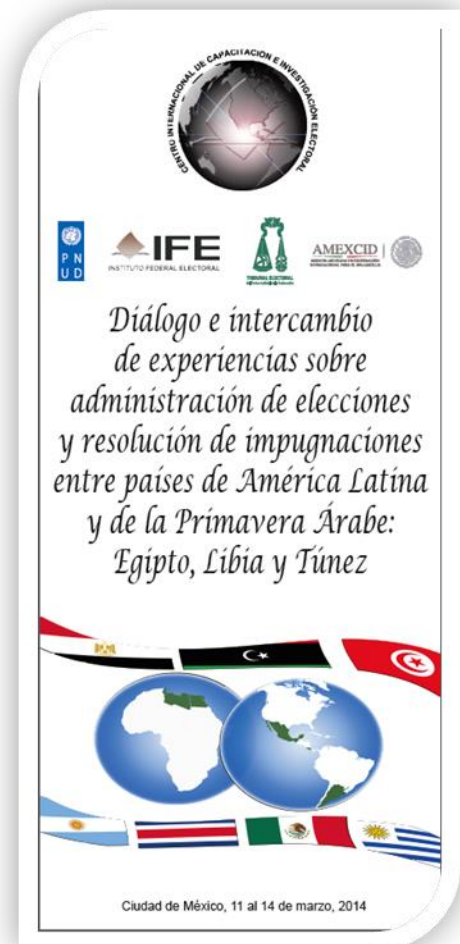 CENTRO INTERNACIONAL DE CAPACITACIÓN E INVESTIGACIÓN ELECTORAL
P N
U D
IFE
INSTITUTO FEDERAL ELECTORAL
TRIBUNAL ELECTORAL
AMEXCID
Diálogo e intercambio
de experiencias sobre
administración de elecciones
y resolución de impugnaciones
entre países de América Latina
y de la Primavera Árabe:
Egipto, Libia y Túnez
Ciudad de México, 11 al 14 de marzo, 2014